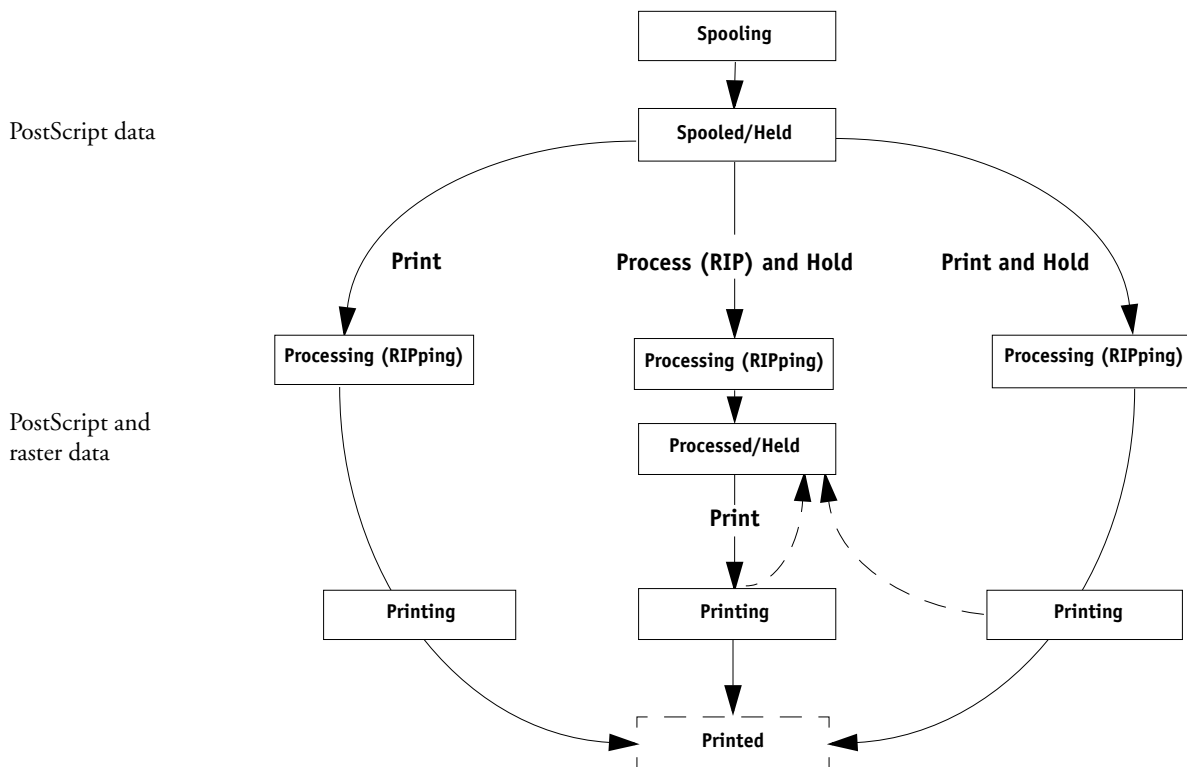 Spooling
PostScript data
Spooled/Held
Print
Process (RIP) and Hold
Print and Hold
Processing (RIPping)
Processing (RIPping)
Processing (RIPping)
PostScript and
raster data
Processed/Held
Print
Printing
Printing
Printing
Printed